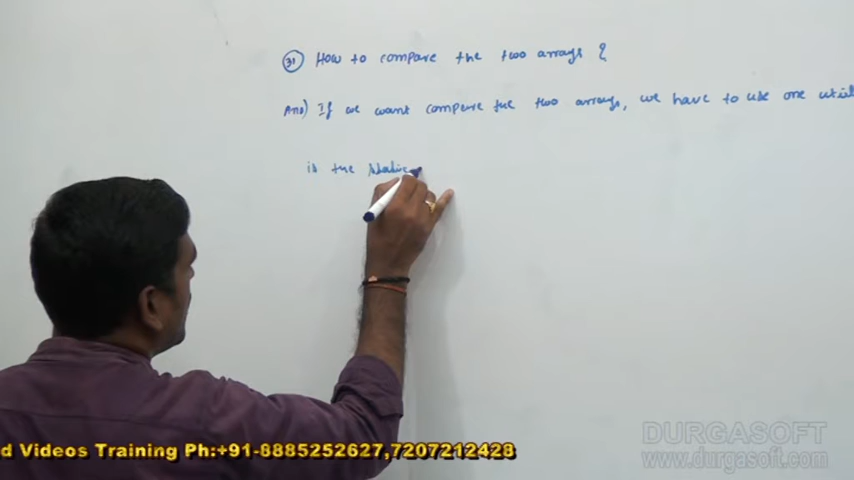 31 How to compare the two arrays ?
Ans) If we want compare the two arrays, we have to use one
is the static
d Videos Training Ph:+91-8885252627,7207212428
DURGASOFT
www.durgasoft.com